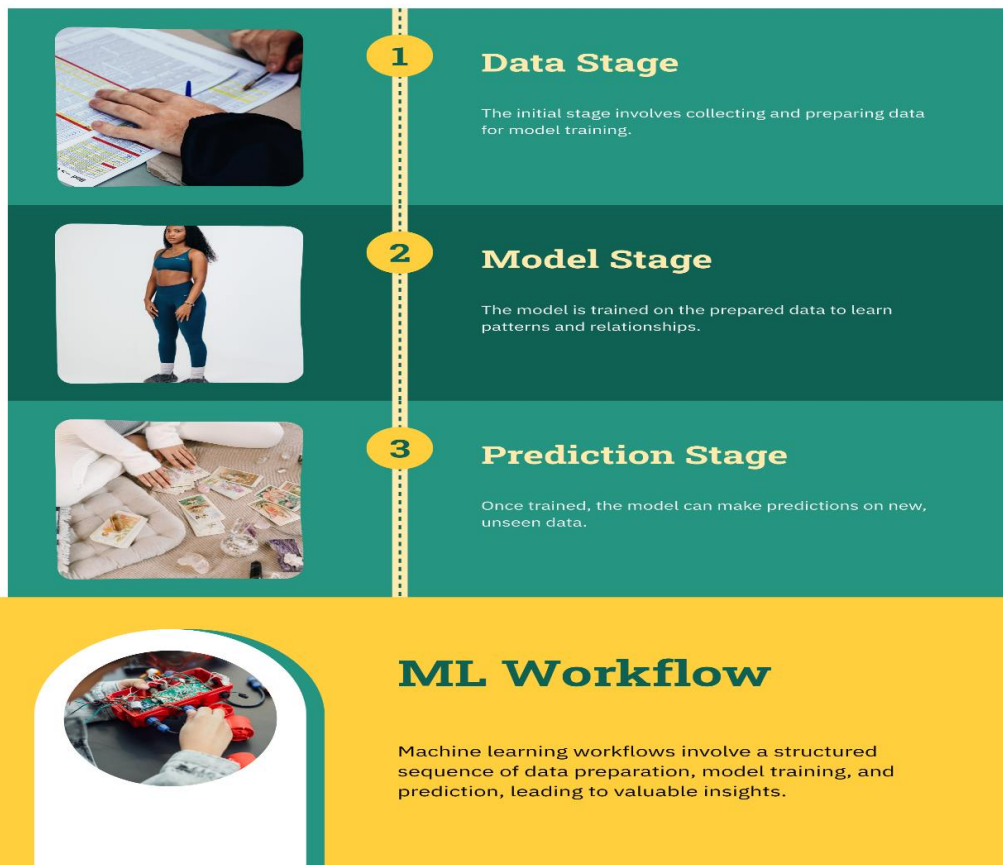 1
Data Stage
The initial stage involves collecting and preparing data
for model training.
2
Model Stage
The model is trained on the prepared data to learn
patterns and relationships.
3
Prediction Stage
Once trained, the model can make predictions on new,
unseen data.
ML Workflow
Machine learning workflows involve a structured
sequence of data preparation, model training, and
prediction, leading to valuable insights.